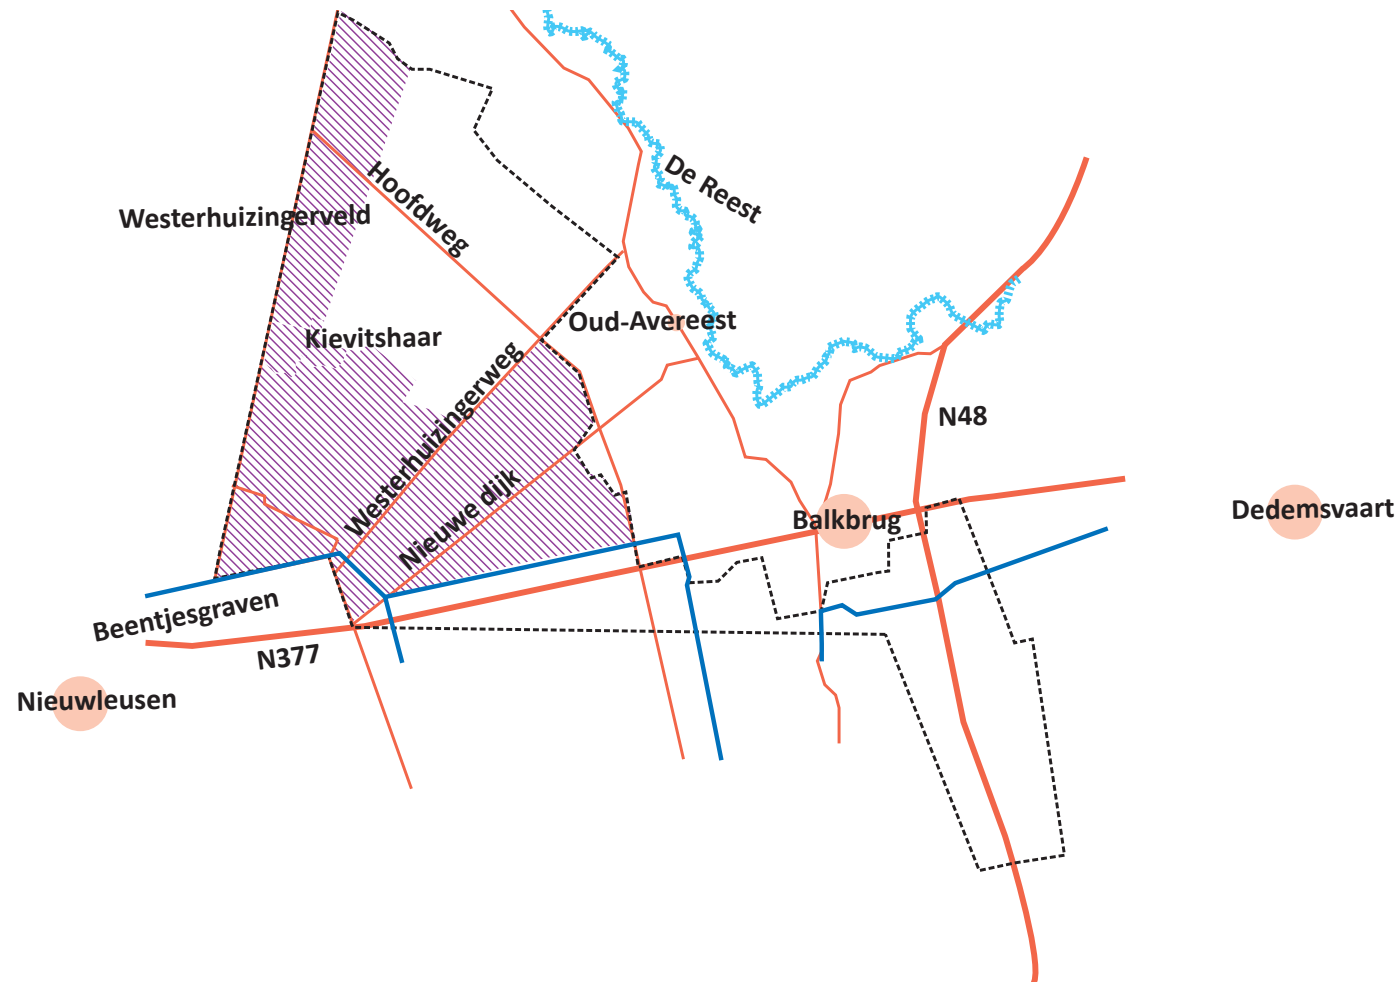 De Reest
Hoofdweg
Westerhuizingerveld
Oud-Avereest
Kievitshaar
Westerhuizingerweg
N48
Nieuwe dijk
Balkbrug
Dedemsvaart
Beentjesgraven
N377
Nieuwleusen